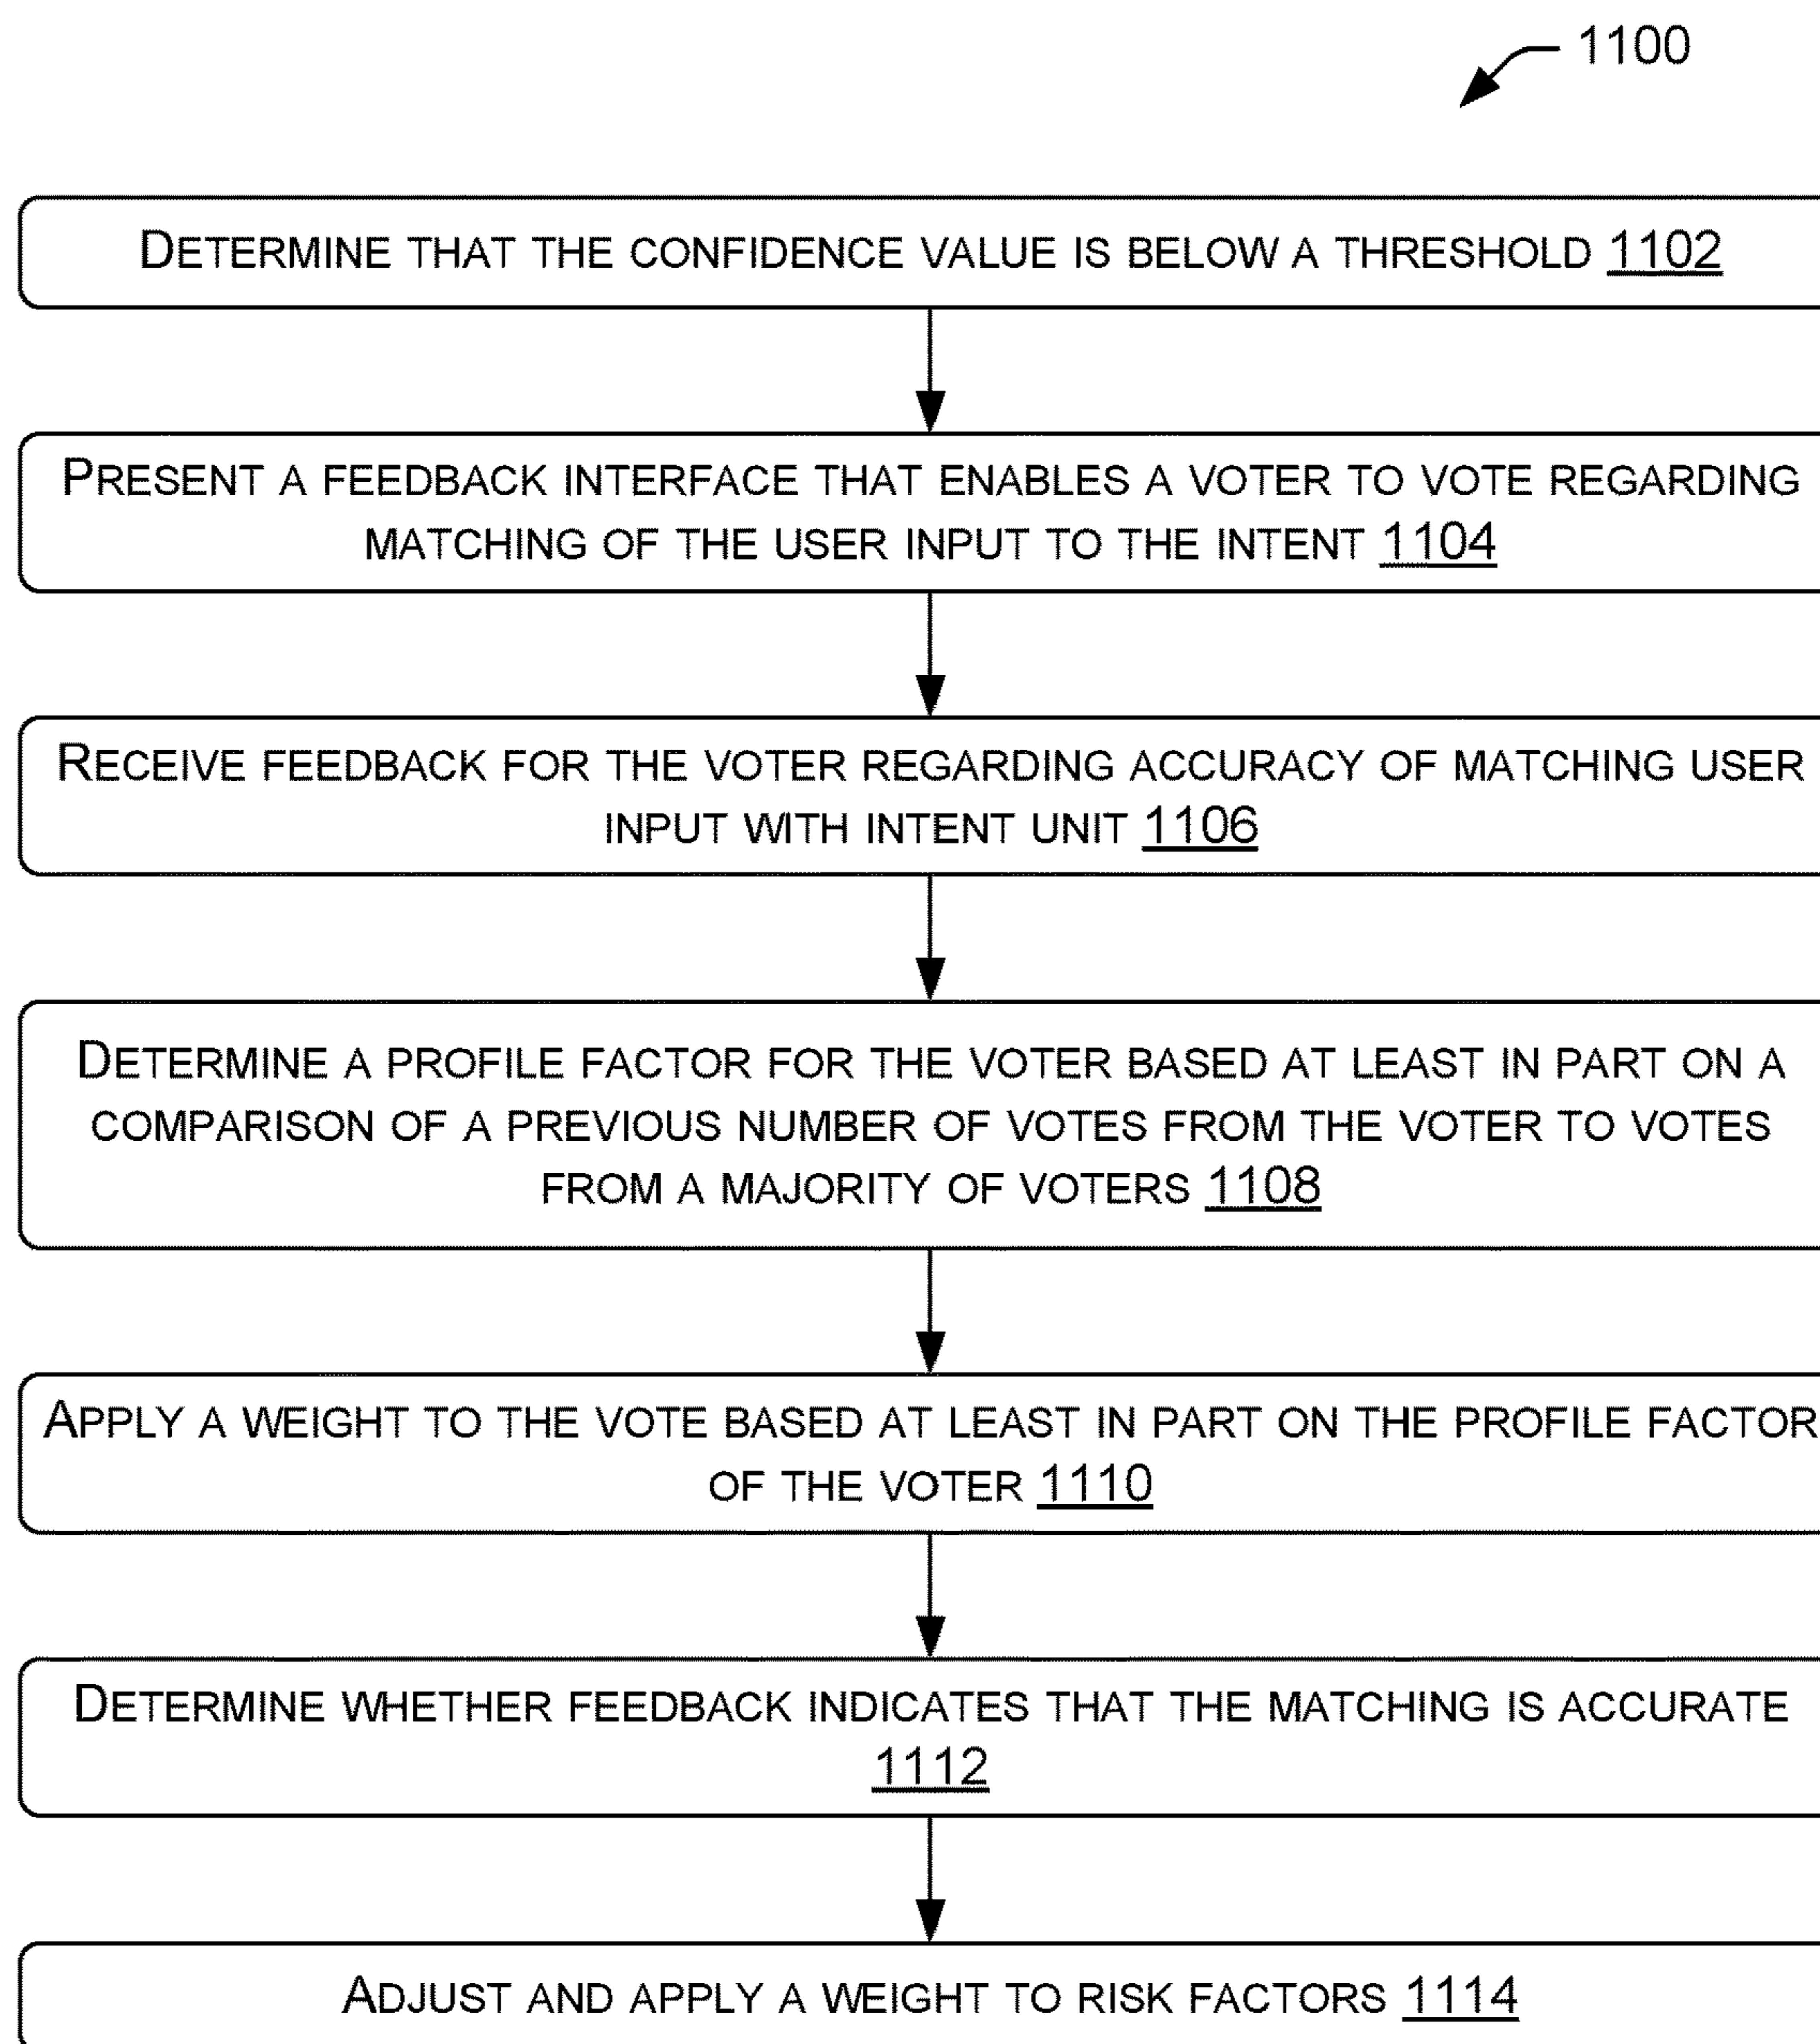 1100
DETERMINE THAT THE CONFIDENCE VALUE IS BELOW A THRESHOLD 1102
PRESENT A FEEDBACK INTERFACE THAT ENABLES A VOTER TO VOTE REGARDING
MATCHING OF THE USER INPUT TO THE INTENT 1104
RECEIVE FEEDBACK FOR THE VOTER REGARDING ACCURACY OF MATCHING USER
INPUT WITH INTENT UNIT 1106
DETERMINE A PROFILE FACTOR FOR THE VOTER BASED AT LEAST IN PART ON A
COMPARISON OF A PREVIOUS NUMBER OF VOTES FROM THE VOTER TO VOTES
FROM A MAJORITY OF VOTERS 1108
APPLY A WEIGHT TO THE VOTE BASED AT LEAST IN PART ON THE PROFILE FACTOR
OF THE VOTER 1110
DETERMINE WHETHER FEEDBACK INDICATES THAT THE MATCHING IS ACCURATE
1112
ADJUST AND APPLY A WEIGHT TO RISK FACTORS 1114